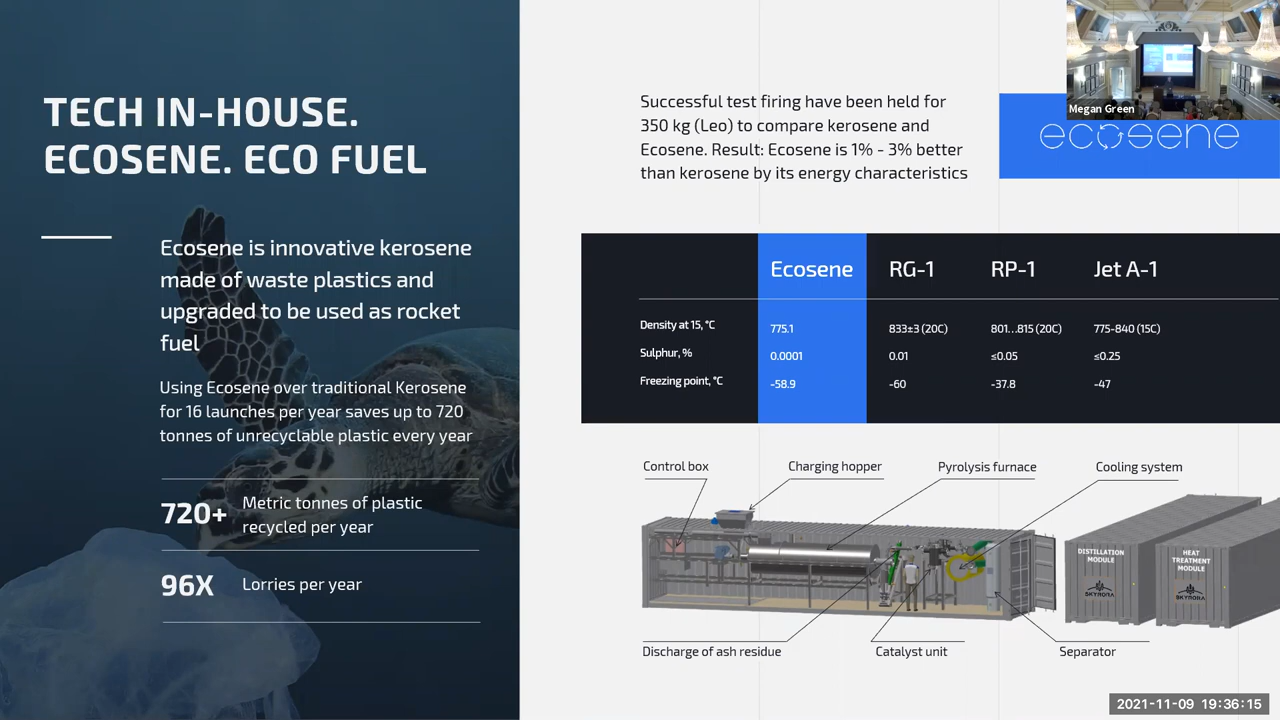 TECH IN-HOUSE.
ECOSENE. ECO FUEL
Ecosene is innovative kerosene
made of waste plastics and
upgraded to be used as rocket
fuel
Using Ecosene over traditional Kerosene
for 16 launches per year saves up to 720
tonnes of unrecyclable plastic every year
720+ Metric tonnes of plastic
recycled per year
96X Lorries per year
Successful test firing have been held for
350 kg (Leo) to compare kerosene and
Ecosene. Result: Ecosene is 1% - 3% better
than kerosene by its energy characteristics
Megan Green
ecosene
Ecosene RG-1 RP-1 Jet A-1
Density at 15, °C 775.1 833±3 (20C) 801...815 (20C) 775-840 (15C)
Sulphur, % 0.0001 0.01 ≤0.05 ≤0.25
Freezing point, °C -58.9 -60 -37.8 -47
Control box Charging hopper Pyrolysis furnace Cooling system
DISTILLATION
MODULE
SKYRORA
HEAT
TREATMENT
MODULE
SKYRORA
Discharge of ash residue Catalyst unit Separator
2021-11-09 19:36:15